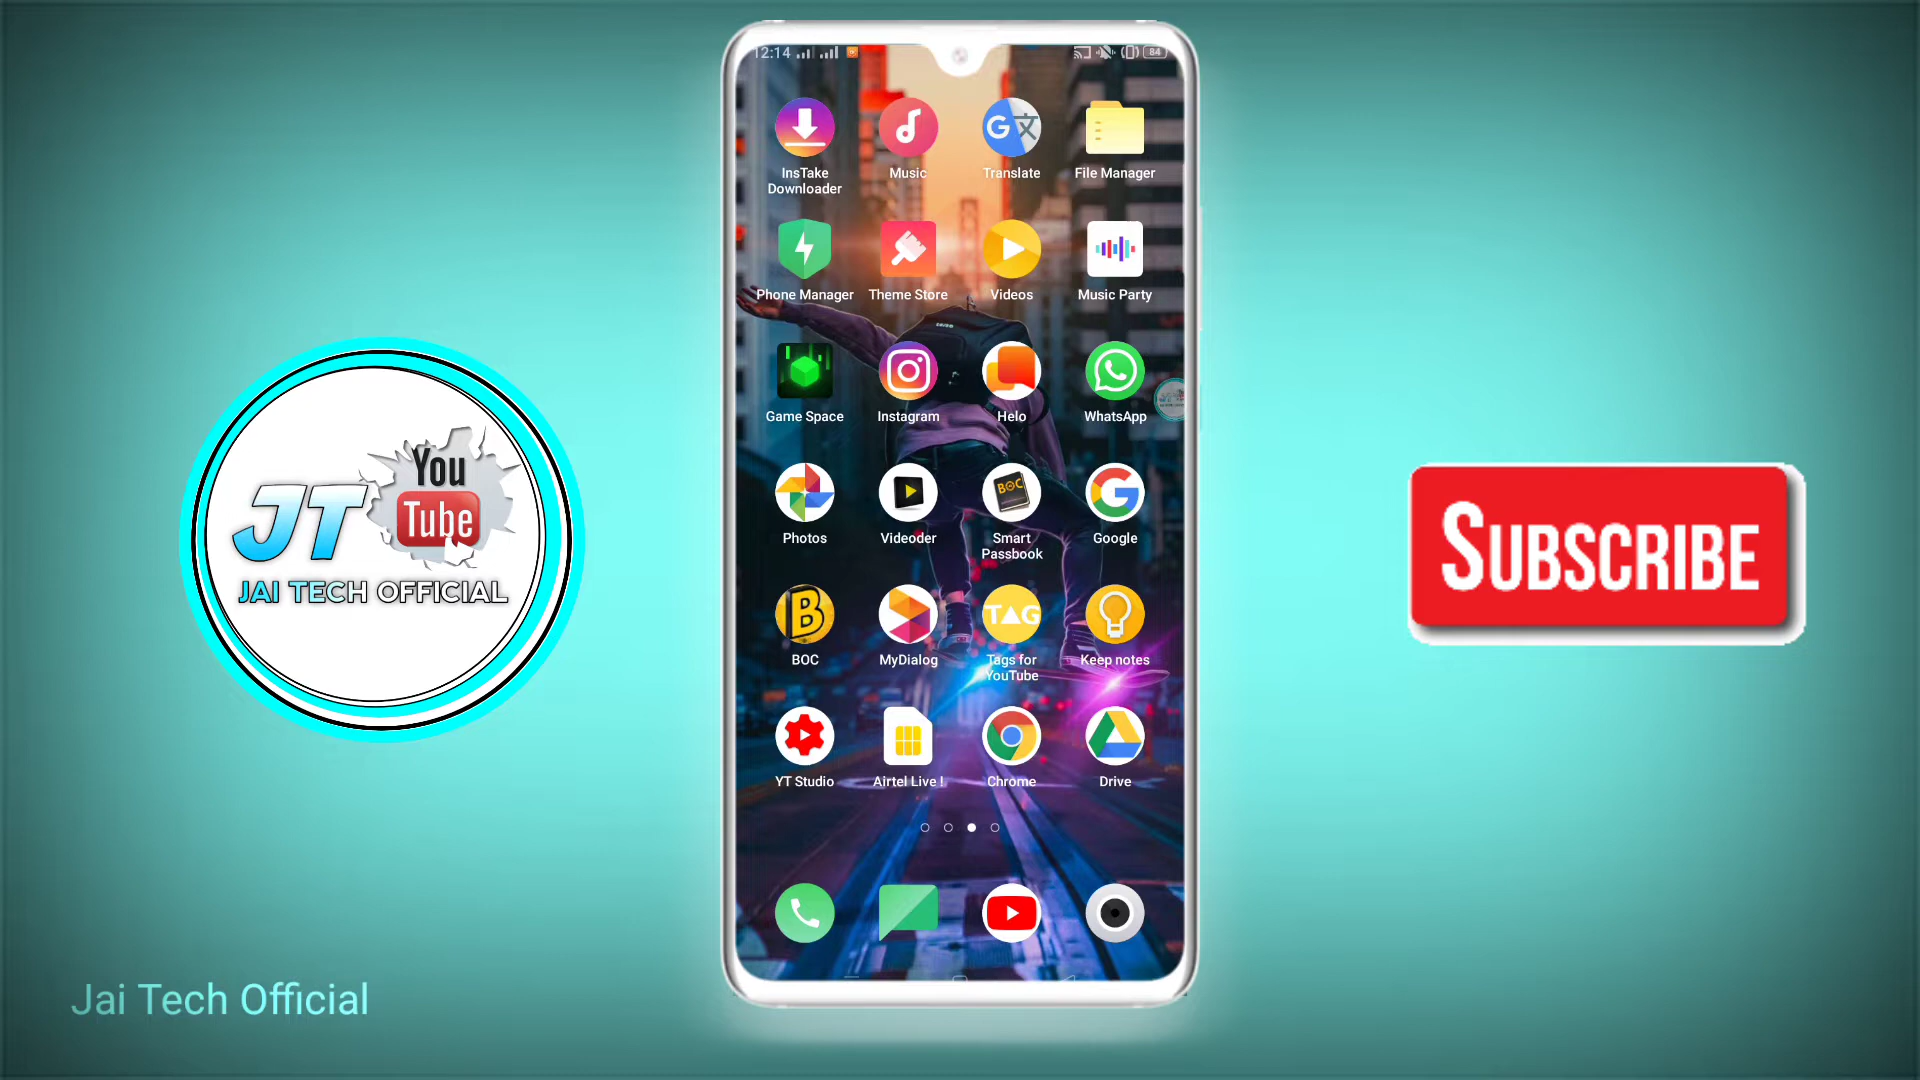 12:14
84
InsTake
Downloader
Music
Translate
File Manager
Phone Manager
Theme Store
Videos
Music Party
Game Space
Instagram
Helo
WhatsApp
BOC
Photos
Videoder
Smart
Passbook
Google
TAG
BOC
MyDialog
Tags for
YouTube
Keep notes
YT Studio
Airtel Live !
Chrome
Drive
You
Tube
JT
JAI TECH OFFICIAL
SUBSCRIBE
Jai Tech Official